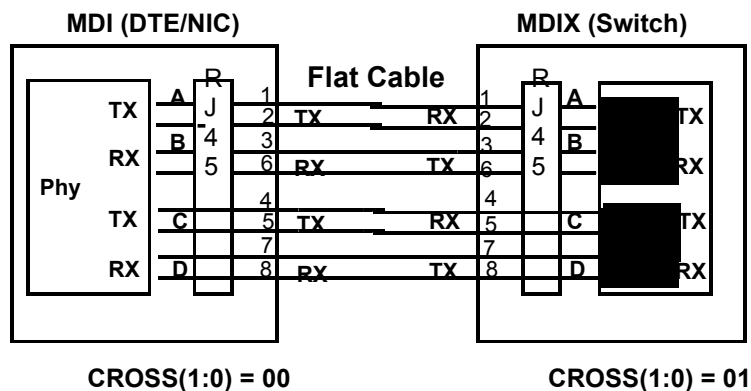 MDI (DTE/NIC)
MDIX (Switch)
Flat Cable
Phy
TX
RX
TX
RX
A
B
C
D
R
J
4
5
1
2
3
6
4
5
7
8
TX
RX
TX
RX
RX
TX
RX
TX
1
2
3
6
4
5
7
8
R
J
4
5
A
B
C
D
TX
RX
TX
RX
CROSS(1:0) = 00
CROSS(1:0) = 01